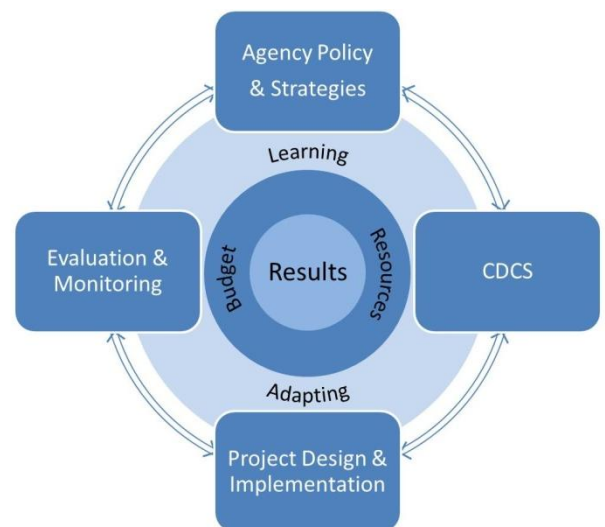 Agency Policy
& Strategies
Learning
Evaluation &
Monitoring
Budget
Results
Resources
CDCS
Adapting
Project Design &
Implementation